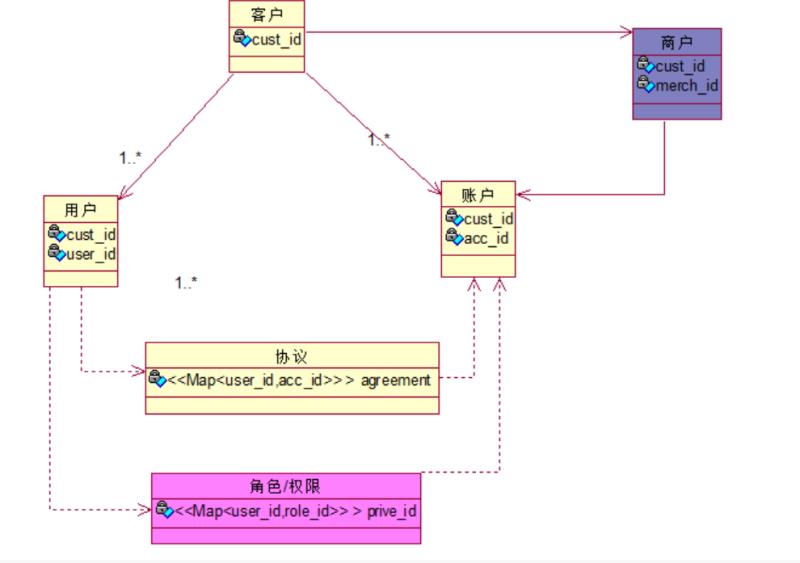 客户
cust_id
商户
cust_id
merch_id
1..*
1..*
用户
cust_id
user_id
账户
cust_id
acc_id
1..*
协议
<<Map<user_id,acc_id>>> agreement
角色/权限
<<Map<user_id,role_id>> > prive_id